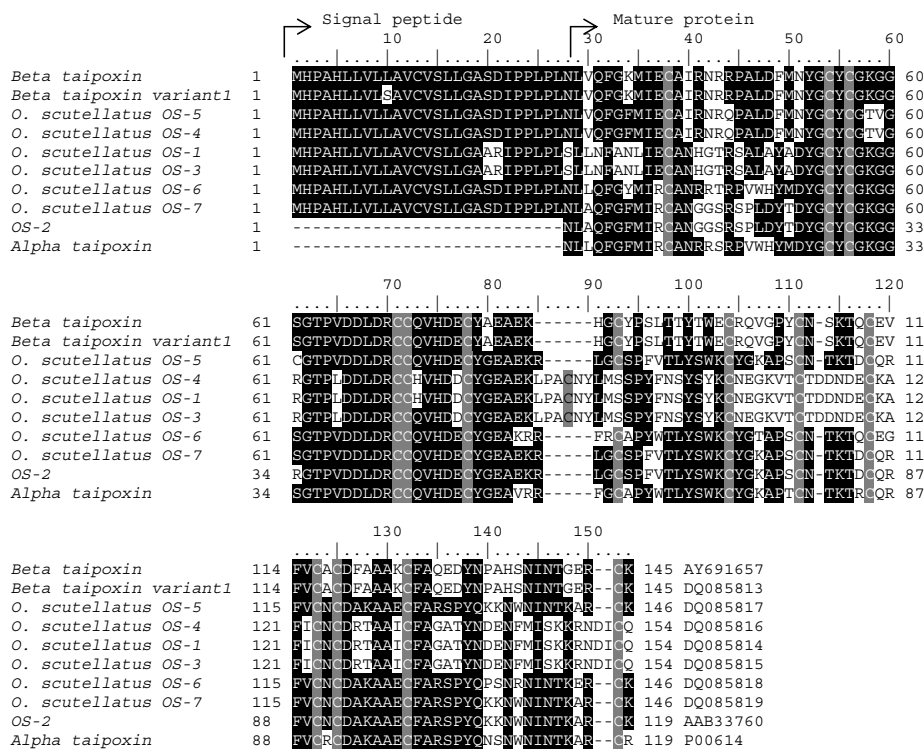 Signal peptide Mature protein
10 20 30 40 50 60
Beta taipoxin 1 MHPAHLLVLLAVCVSLLGASDIPPLPLNLVQFGKMIECAIRNRRPALDFMNYGCYCGKGG 60
Beta taipoxin variant1 1 MHPAHLLVLSAVCVSLLGASDIPPLPLNLVQFGKMIECAIRNRRPALDFMNYGCYCGKGG 60
O. scutellatus OS-5 1 MHPAHLLVLLAVCVSLLGASDIPPLPLNLVQFGKMIECAIRNRQPALDFMNYGCYCGTVG 60
O. scutellatus OS-4 1 MHPAHLLVLLAVCVSLLGASDIPPLPLNLVQFGKMIECAIRNRQPALDFMNYGCYCGTVG 60
O. scutellatus OS-1 1 MHPAHLLVLLAVCVSLLGAARIPPLPLSLLNFANLIECANHGTRSALAYADYGCYCGKGG 60
O. scutellatus OS-3 1 MHPAHLLVLLAVCVSLLGAARIPPLPLSLLNFANLIECANHGTRSALAYADYGCYCGKGG 60
O. scutellatus OS-6 1 MHPAHLLVLLAVCVSLLGASDIPPLPLNLLQFGYMIRCANRRTRPVWHYMDYGCYCGKGG 60
O. scutellatus OS-7 1 MHPAHLLVLLAVCVSLLGASDIPPLPLNLAQFGFMIRCANGGSRSPLDYTDYGCYCGKGG 60
OS-2 1 ---------------------------NLAQFGFMIRCANGGSRSPLDYTDYGCYCGKGG 33
Alpha taipoxin 1 ---------------------------NLLQFGFMIRCANRRSRPVWHYMDYGCYCGKGG 33
70 80 90 100 110 120
Beta taipoxin 61 SGTPVDDLDRCCQVHDECYAEAEK------HGCYPSLTTYTWECRQVGPYCN-SKTQCEV 11
Beta taipoxin variant1 61 SGTPVDDLDRCCQVHDECYAEAEK------HGCYPSLTTYTWECRQVGPYCN-SKTQCEV 11
O. scutellatus OS-5 61 CGTPVDDLDRCCQVHDECYGEAEKR-----LGCSPFVTLYSWKCYGKAPSCN-TKTDCQR 11
O. scutellatus OS-4 61 RGTPLDDLDRCCHVHDDCYGEAEKLPACNYLMSSPYFNSYSYKCNEGKVTCTDDNDECKA 12
O. scutellatus OS-1 61 RGTPLDDLDRCCHVHDDCYGEAEKLPACNYLMSSPYFNSYSYKCNEGKVTCTDDNDECKA 12
O. scutellatus OS-3 61 RGTPLDDLDRCCHVHDDCYGEAEKLPACNYLMSSPYFNSYSYKCNEGKVTCTDDNDECKA 12
O. scutellatus OS-6 61 SGTPVDDLDRCCQVHDECYGEAKRR-----FRCAPYWTLYSWKCYGTAPSCN-TKTQCEG 11
O. scutellatus OS-7 61 SGTPVDDLDRCCQVHDECYGEAEKR-----LGCSPFVTLYSWKCYGKAPSCN-TKTDCQR 11
OS-2 34 RGTPVDDLDRCCQVHDECYGEAEKR-----LGCSPFVTLYSWKCYGKAPSCN-TKTDCQR 87
Alpha taipoxin 34 SGTPVDDLDRCCQVHDECYGEAVRR-----FGCAPYWTLYSWKCYGKAPTCN-TKTRCQR 87
130 140 150
Beta taipoxin 114 FVCACDFAAAKCFAQEDYNPAHSNINTGER--CK 145 AY691657
Beta taipoxin variant1 114 FVCACDFAAAKCFAQEDYNPAHSNINTGER--CK 145 DQ085813
O. scutellatus OS-5 115 FVCNCDAKAAECFARSPYQKKNWNINTKAR--CK 146 DQ085817
O. scutellatus OS-4 121 FICNCDRTAAICFAGATYNDENFMISKKRNDICQ 154 DQ085816
O. scutellatus OS-1 121 FICNCDRTAAICFAGATYNDENFMISKKRNDICQ 154 DQ085814
O. scutellatus OS-3 121 FICNCDRTAAICFAGATYNDENFMISKKRNDICQ 154 DQ085815
O. scutellatus OS-6 115 FVCNCDAKAAECFARSPYQPSNRNINTKER--CK 146 DQ085818
O. scutellatus OS-7 115 FVCNCDAKAAECFARSPYQKKNWNINTKAR--CK 146 DQ085819
OS-2 88 FVCNCDAKAAECFARSPYQKKNWNINTKAR--CK 119 AAB33760
Alpha taipoxin 88 FVCRCDAKAAECFARSPYQNSNWNINTKAR--CR 119 P00614